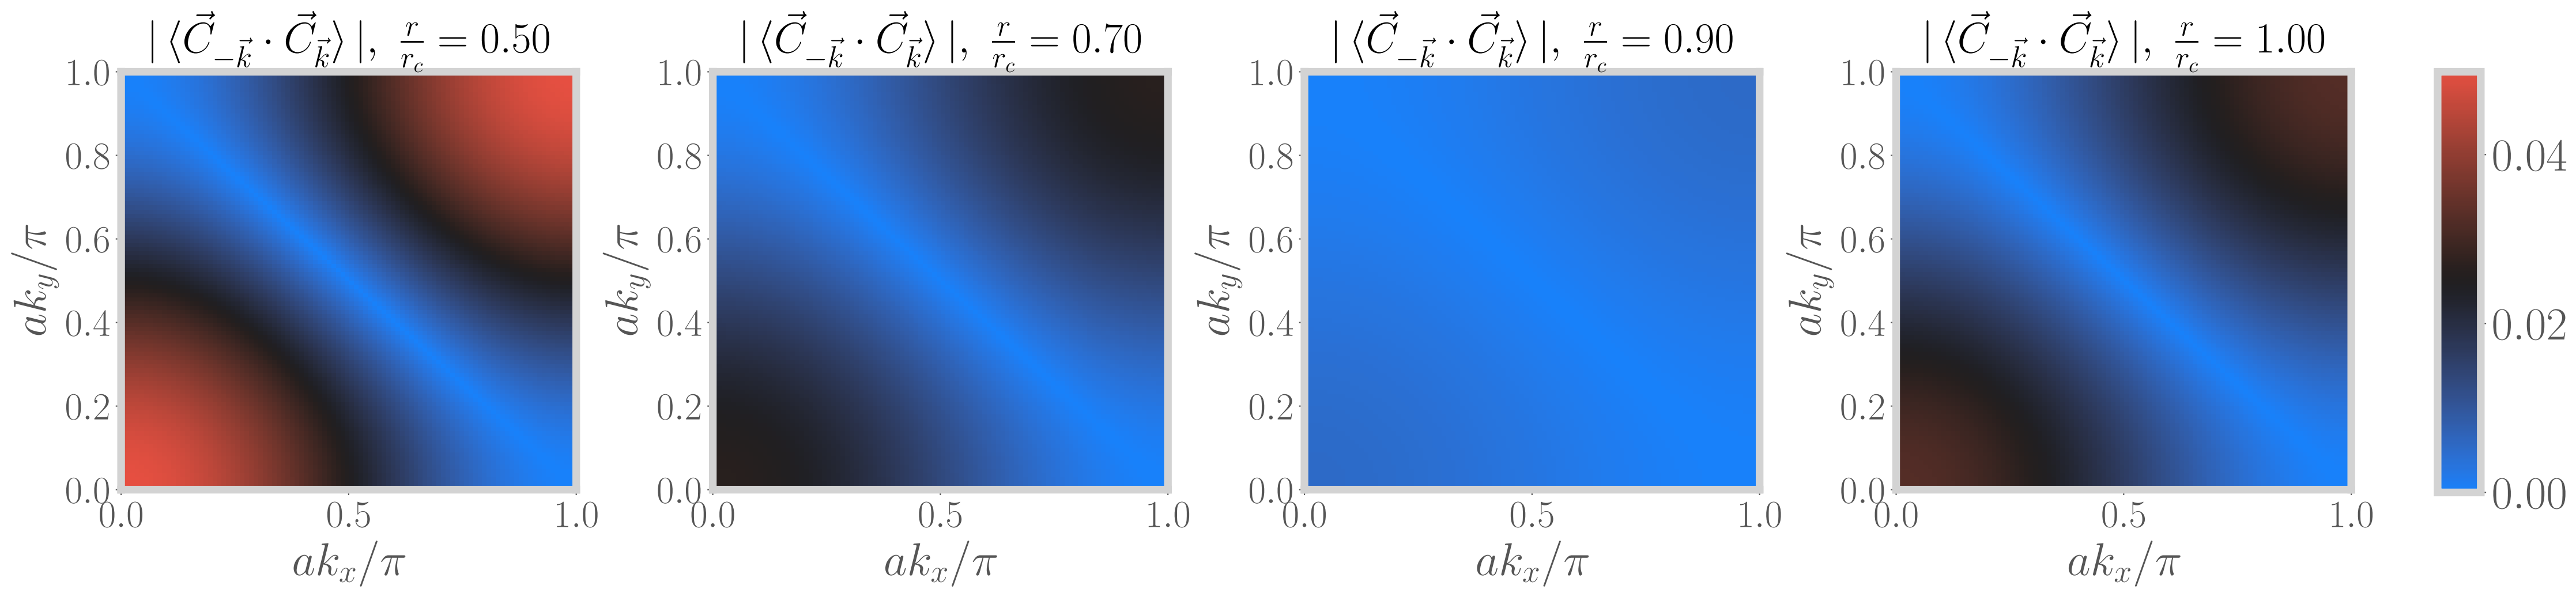 | ⟨C⃗₋ₖ⃗ · C⃗ₖ⃗⟩ |, r/r_c = 0.50
1.0
0.8
0.6
0.4
0.2
0.0
0.0 0.5 1.0
ak_y/π
ak_x/π
| ⟨C⃗₋ₖ⃗ · C⃗ₖ⃗⟩ |, r/r_c = 0.70
1.0
0.8
0.6
0.4
0.2
0.0
0.0 0.5 1.0
ak_y/π
ak_x/π
| ⟨C⃗₋ₖ⃗ · C⃗ₖ⃗⟩ |, r/r_c = 0.90
1.0
0.8
0.6
0.4
0.2
0.0
0.0 0.5 1.0
ak_y/π
ak_x/π
| ⟨C⃗₋ₖ⃗ · C⃗ₖ⃗⟩ |, r/r_c = 1.00
1.0
0.8
0.6
0.4
0.2
0.0
0.0 0.5 1.0
ak_y/π
ak_x/π
0.04
0.02
0.00